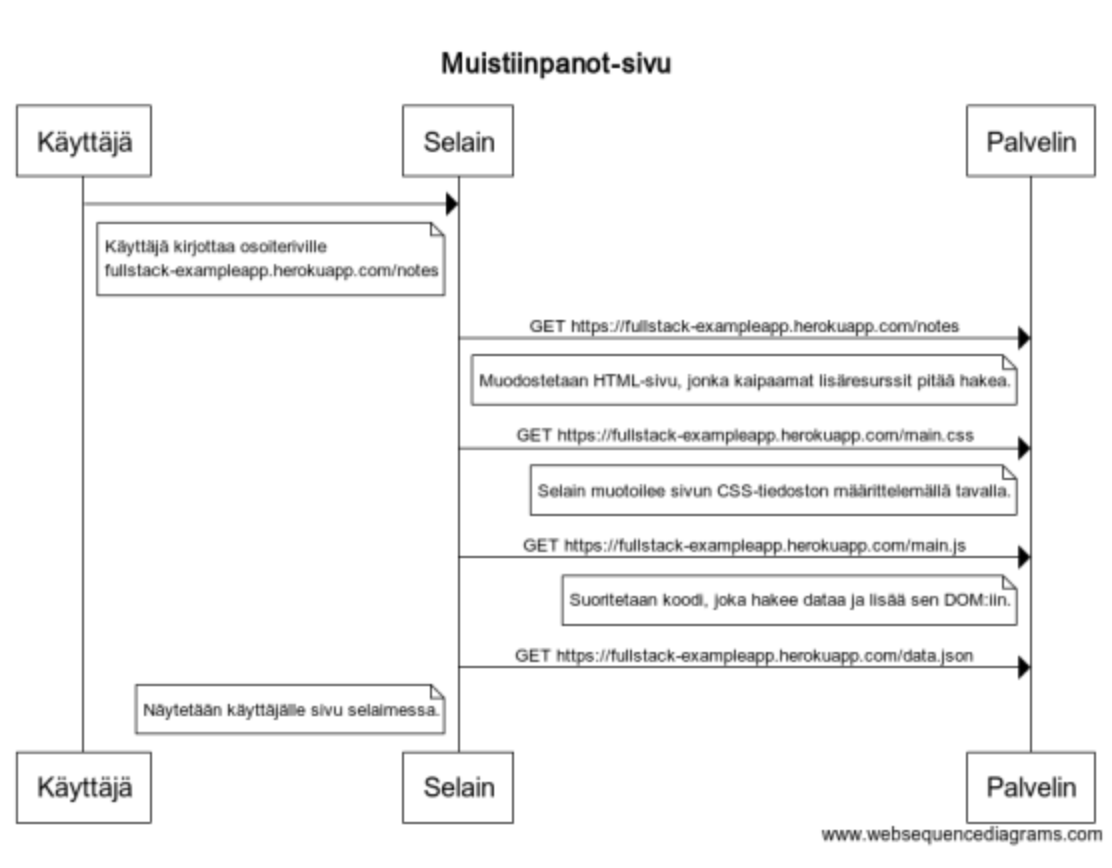 Muistiinpanot-sivu
Käyttäjä
Selain
Palvelin
Käyttäjä kirjottaa osoiteriville
fullstack-exampleapp.herokuapp.com/notes
GET https://fullstack-exampleapp.herokuapp.com/notes
Muodostetaan HTML-sivu, jonka kaipaamat lisäresurssit pitää hakea.
GET https://fullstack-exampleapp.herokuapp.com/main.css
Selain muotoilee sivun CSS-tiedoston määrittelemällä tavalla.
GET https://fullstack-exampleapp.herokuapp.com/main.js
Suoritetaan koodi, joka hakee dataa ja lisää sen DOM:iin.
GET https://fullstack-exampleapp.herokuapp.com/data.json
Näytetään käyttäjälle sivu selaimessa.
Käyttäjä
Selain
Palvelin
www.websequencediagrams.com